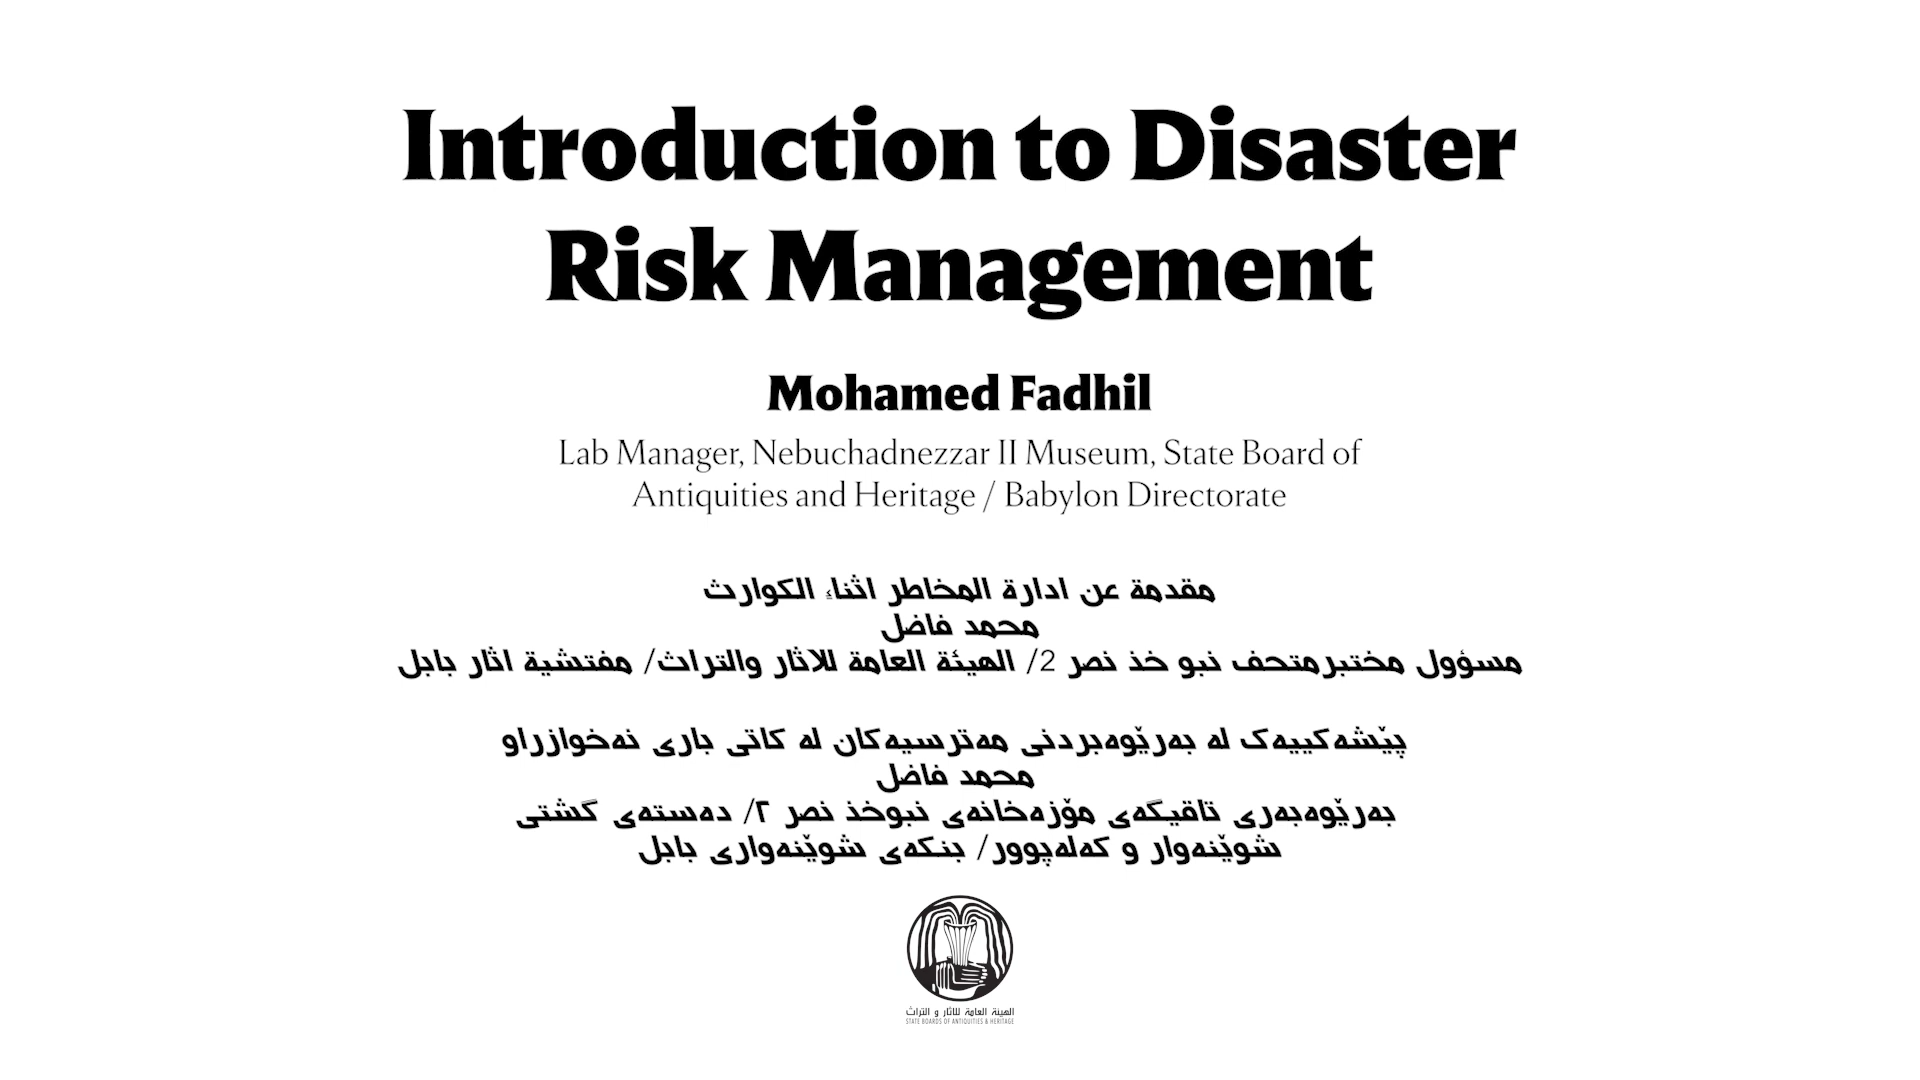 Introduction to Disaster
Risk Management
Mohamed Fadhil
Lab Manager, Nebuchadnezzar II Museum, State Board of
Antiquities and Heritage / Babylon Directorate
مقدمة عن ادارة المخاطر اثناء الكوارث
محمد فاضل
مسؤول مختبرمتحف نبو خذ نصر 2/ الهيئة العامة للاثار والتراث/ مفتشية اثار بابل
پێشەکییەک لە بەرێوەبردنی مەترسیەکان لە کاتی باری نەخوازراو
محمد فاضل
بەرێوەبەری تاقیگەی مۆزەخانەی نبوخذ نصر ٢/ دەستەی گشتی
شوێنەوار و کەلەپوور/ بنکەی شوێنەواری بابل
الهيئة العامة للاثار و التراث
STATE BOARDS OF ANTIQUITIES & HERITAGE